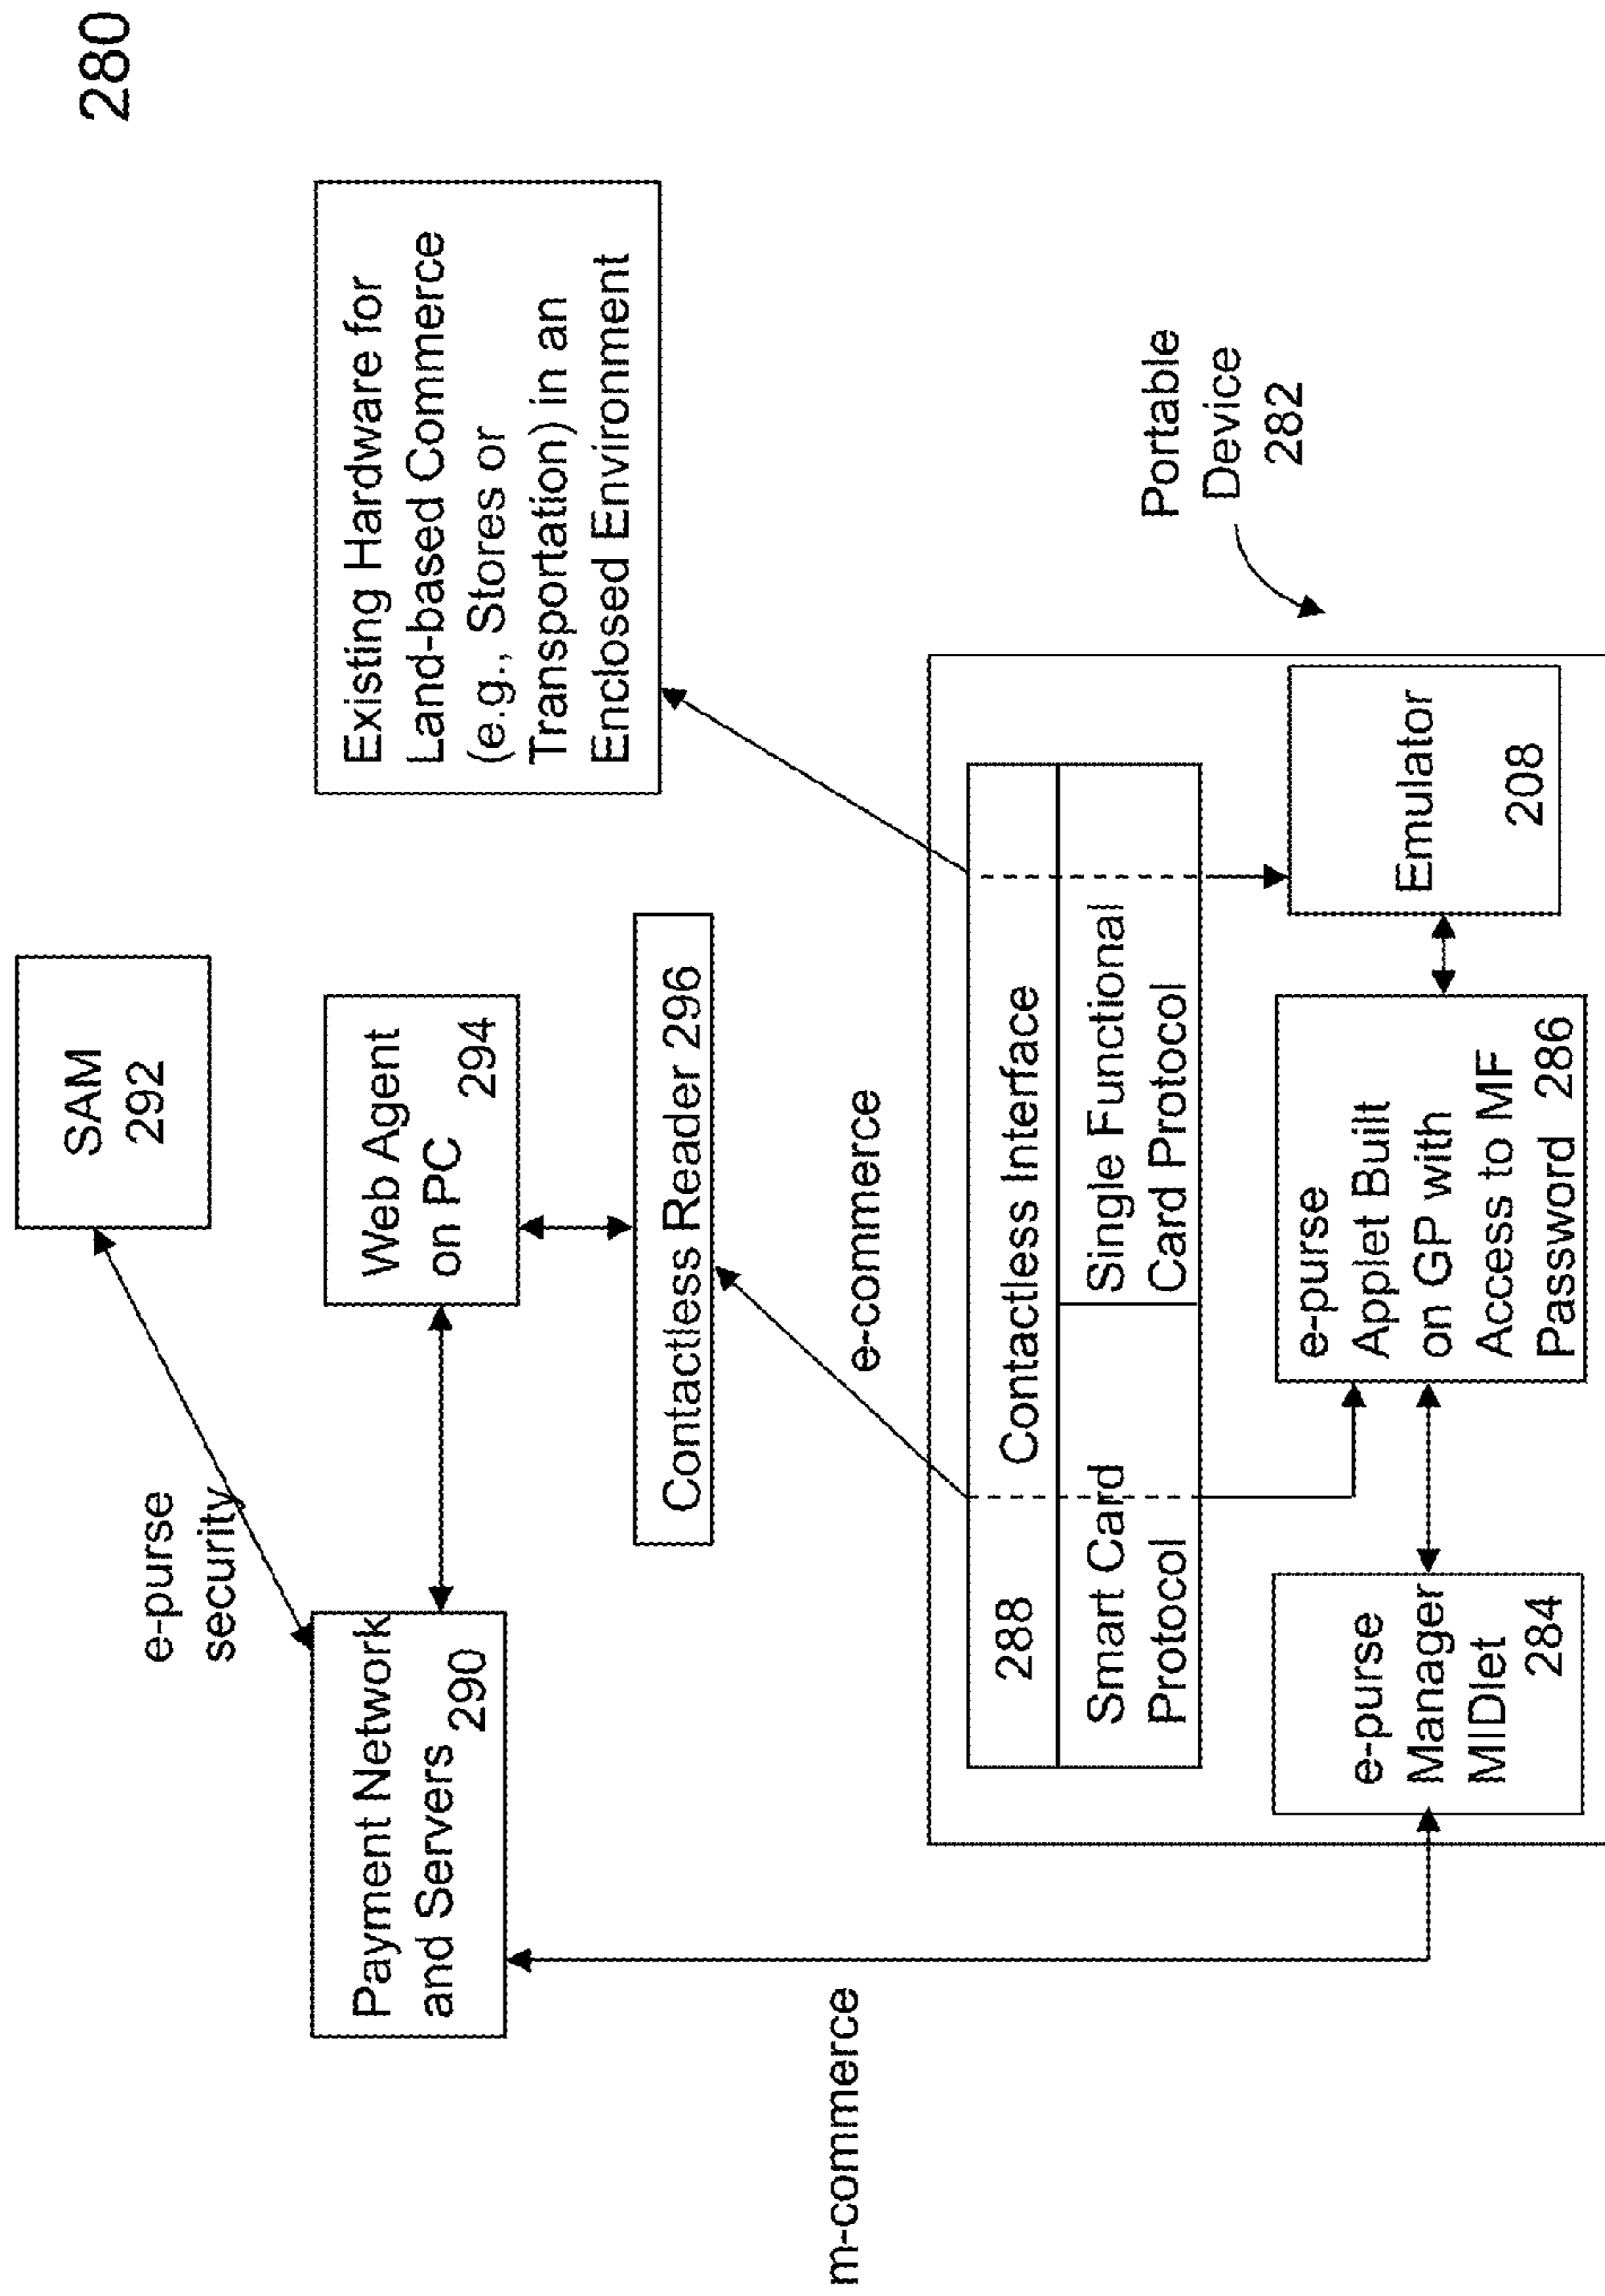 280
SAM
292
e-purse
security
Payment Network
and Servers
290
Web Agent
on PC
294
Existing Hardware for
Land-based Commerce
(e.g., Stores or
Transportation) in an
Enclosed Environment
Contactless Reader 296
m-commerce
e-commerce
Portable
Device
282
288
Contactless Interface
Smart Card
Protocol
Single Functional
Card Protocol
e-purse
Manager
MIDlet
284
e-purse
Applet Built
on GP with
Access to MF
Password 286
Emulator
208